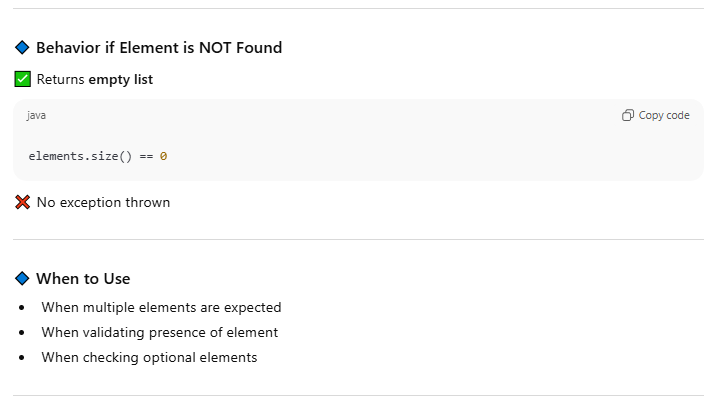 Behavior if Element is NOT Found
Returns empty list
java
Copy code
elements.size() == 0
No exception thrown
When to Use
When multiple elements are expected
When validating presence of element
When checking optional elements